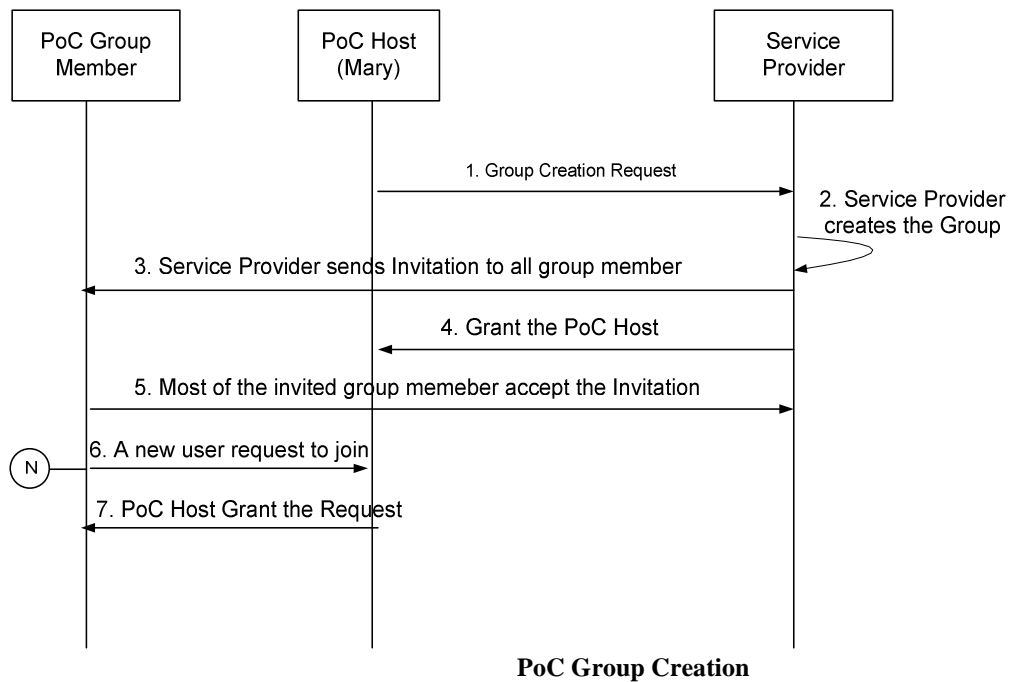 PoC Group
Member
PoC Host
(Mary)
Service
Provider
1. Group Creation Request
2. Service Provider
creates the Group
3. Service Provider sends Invitation to all group member
4. Grant the PoC Host
5. Most of the invited group memeber accept the Invitation
6. A new user request to join
N
7. PoC Host Grant the Request
PoC Group Creation